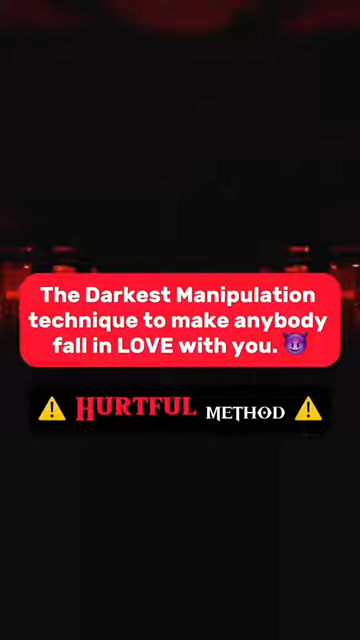 The Darkest Manipulation
technique to make anybody
fall in LOVE with you. 😈
⚠️ HURTFUL METHOD ⚠️